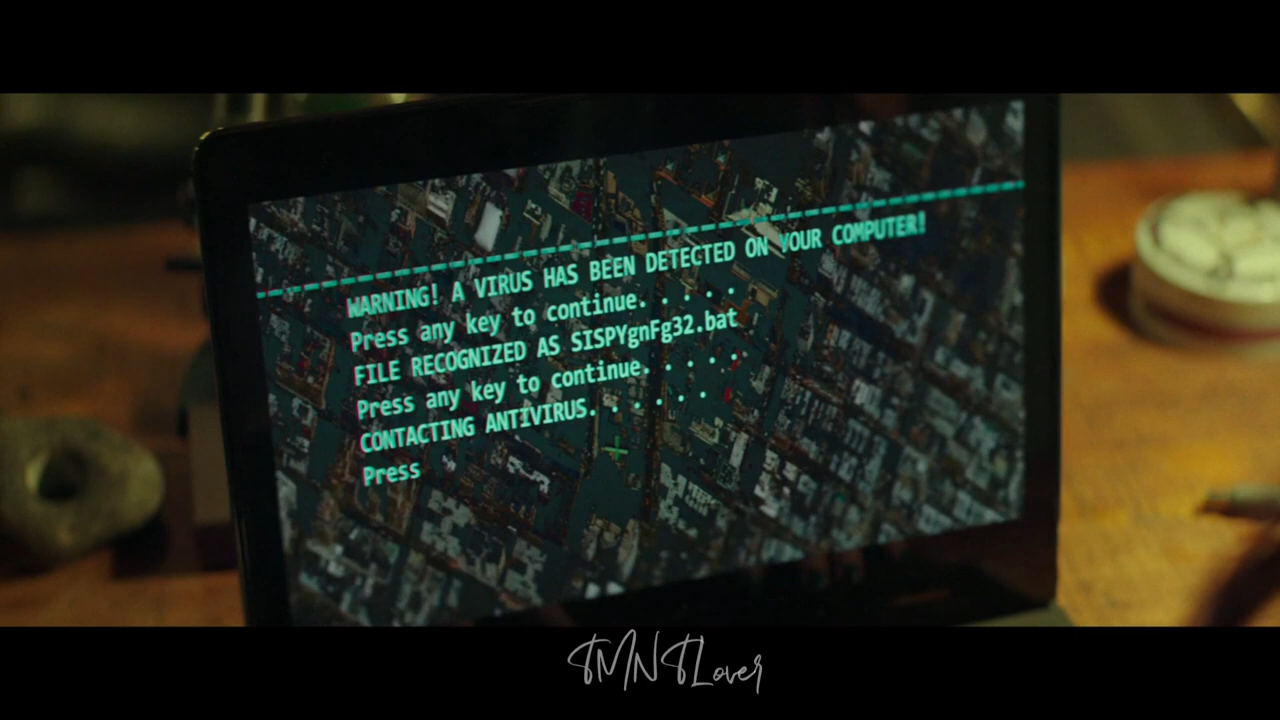 WARNING! A VIRUS HAS BEEN DETECTED ON YOUR COMPUTER!
Press any key to continue. . . . .
FILE RECOGNIZED AS SISPYgnFg32.bat
Press any key to continue. . . . .
CONTACTING ANTIVIRUS. . . . . .
Press
TMNTLover